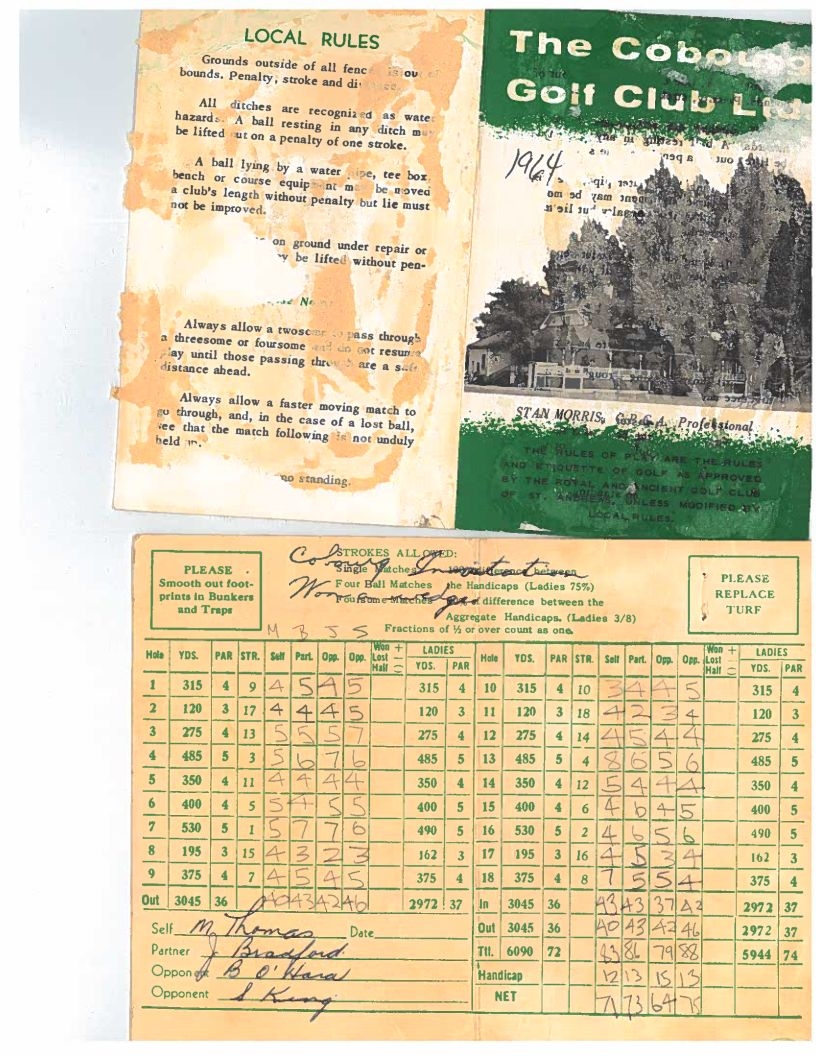 LOCAL RULES
Grounds outside of all fenc is ou of
bounds. Penalty, stroke and di
All ditches are recognized as water
hazards. A ball resting in any ditch may
be lifted out on a penalty of one stroke.
A ball lying by a water pipe, tee box,
bench or course equipment may be moved
a club's length without penalty but lie must
not be improved.
on ground under repair or
be lifted without pen-
Always allow a twosome to pass through
a threesome or foursome and do not resume
play until those passing through are a safe
distance ahead.
Always allow a faster moving match to
go through, and, in the case of a lost ball,
see that the match following is not unduly
held up.
no standing.
The Cobourg
Golf Club Ltd
1964
STAN MORRIS, C.P.G.A. Professional
THE RULES OF PLAY ARE THE RULES
AND ETIQUETTE OF GOLF AS APPROVED
BY THE ROYAL AND ANCIENT GOLF CLUB
OF ST. ANDREWS, UNLESS MODIFIED BY
LOCAL RULES.
PLEASE
Smooth out foot-
prints in Bunkers
and Traps
Coburg Invitation
Won a wedge
STROKES ALLOWED:
Single Matches difference between
Four Ball Matches the Handicaps (Ladies 75%)
Foursome Matches difference between the
Aggregate Handicaps. (Ladies 3/8)
Fractions of ½ or over count as one
PLEASE
REPLACE
TURF
M B J S
Hole YDS. PAR STR. Self Part. Opp. Opp. Won + Lost — Half = LADIES YDS. PAR Hole YDS. PAR STR. Self Part. Opp. Opp. Won + Lost — Half = LADIES YDS. PAR
1 315 4 9 4 5 4 5 315 4 10 315 4 10 3 4 4 5 315 4
2 120 3 17 4 4 4 5 120 3 11 120 3 18 4 2 3 4 120 3
3 275 4 13 5 5 5 7 275 4 12 275 4 14 4 5 4 4 275 4
4 485 5 3 5 6 7 6 485 5 13 485 5 4 8 6 5 6 485 5
5 350 4 11 4 4 4 4 350 4 14 350 4 12 5 4 4 4 350 4
6 400 4 5 5 4 5 5 400 5 15 400 4 6 4 6 4 5 400 5
7 530 5 1 5 7 7 6 490 5 16 530 5 2 4 6 5 6 490 5
8 195 3 15 4 3 2 3 162 3 17 195 3 16 4 5 3 4 162 3
9 375 4 7 4 5 4 5 375 4 18 375 4 8 7 5 5 4 375 4
Out 3045 36 40 43 42 46 2972 37 In 3045 36 43 43 37 42 2972 37
Self M Thomas Date Out 3045 36 40 43 42 46 2972 37
Partner J Bradford Ttl. 6090 72 83 86 79 88 5944 74
Opponent B O'Hara Handicap 12 13 15 13
Opponent S King NET 71 73 64 75